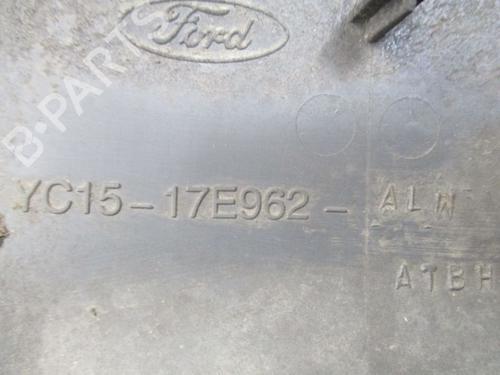 Ford
B-PARTS
YC15-17E962-ALW
ATBH